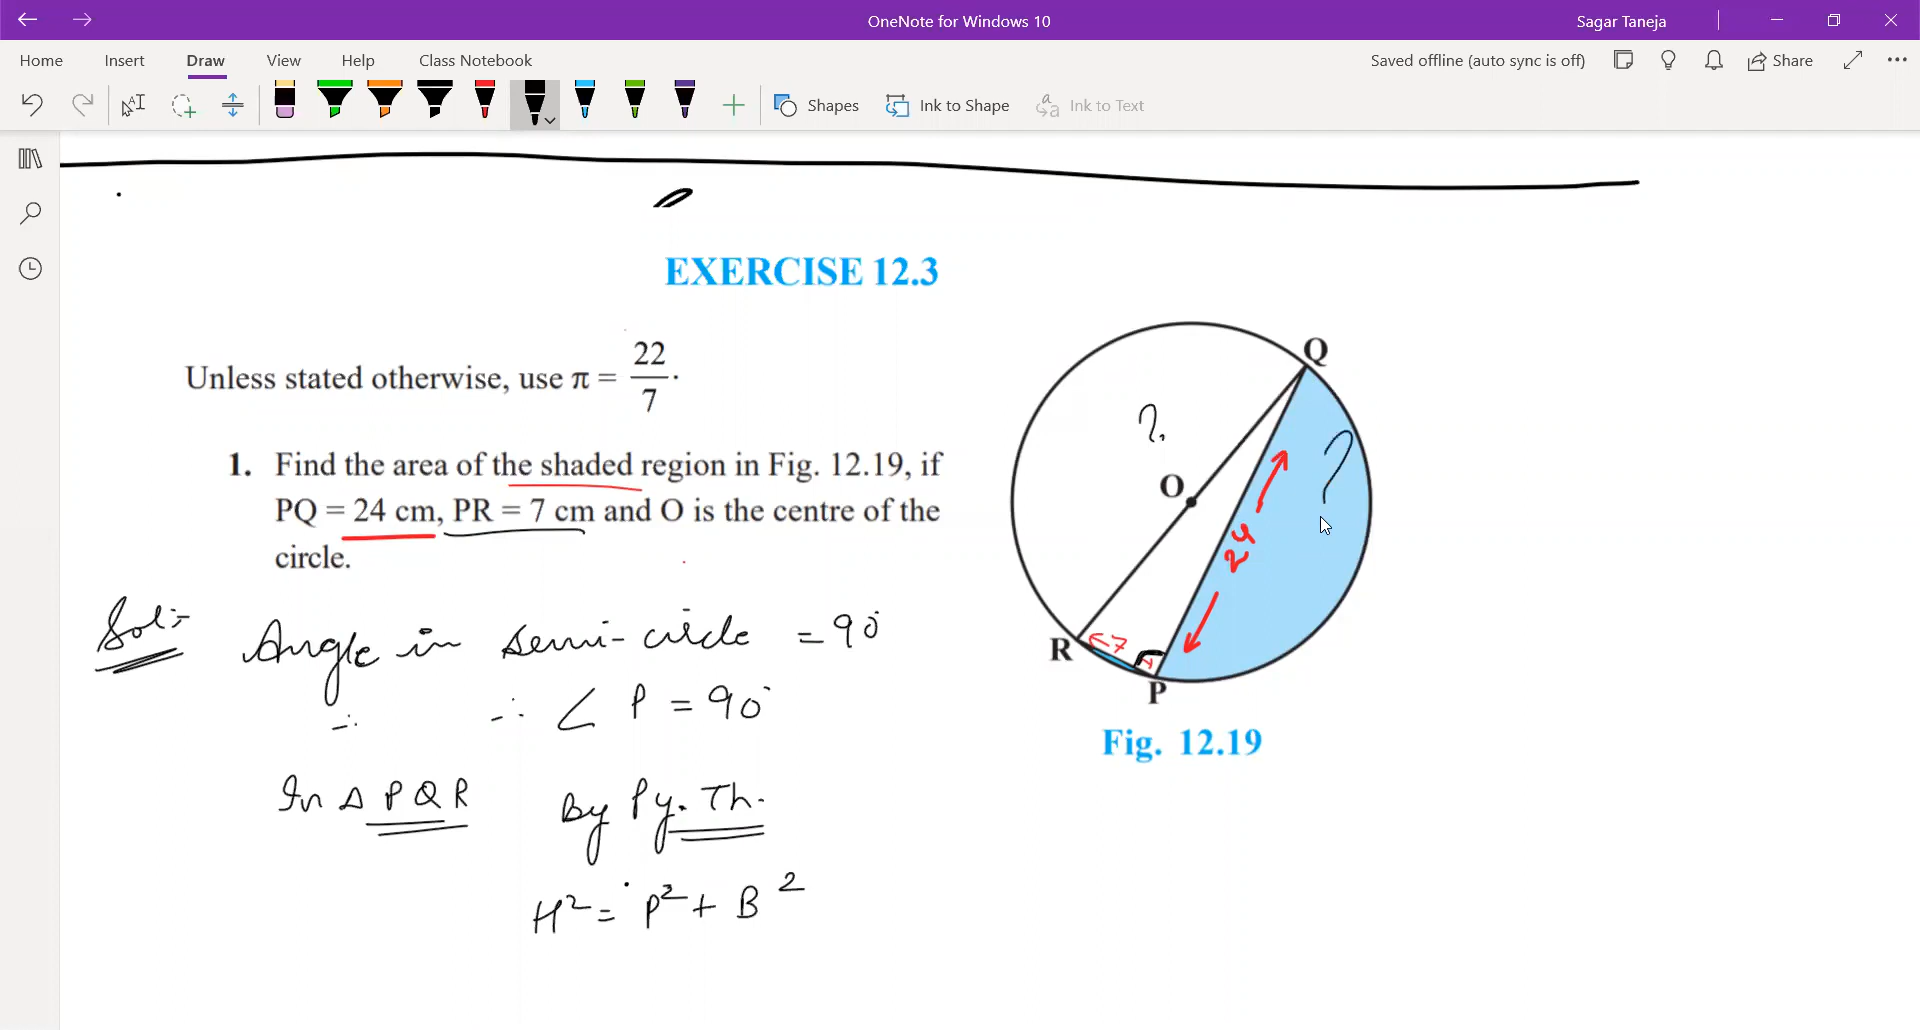 OneNote for Windows 10
Sagar Taneja
Home Insert Draw View Help Class Notebook
Saved offline (auto sync is off) Share
Shapes Ink to Shape Ink to Text
EXERCISE 12.3
Unless stated otherwise, use π = 22/7.
1. Find the area of the shaded region in Fig. 12.19, if
PQ = 24 cm, PR = 7 cm and O is the centre of the
circle.
Sol:-
Angle in semi-circle = 90°
∴ ∴ ∠ P = 90°
In Δ PQR By Py. Th.
H² = P² + B²
Q
?
?
O
24
R
7
P
Fig. 12.19